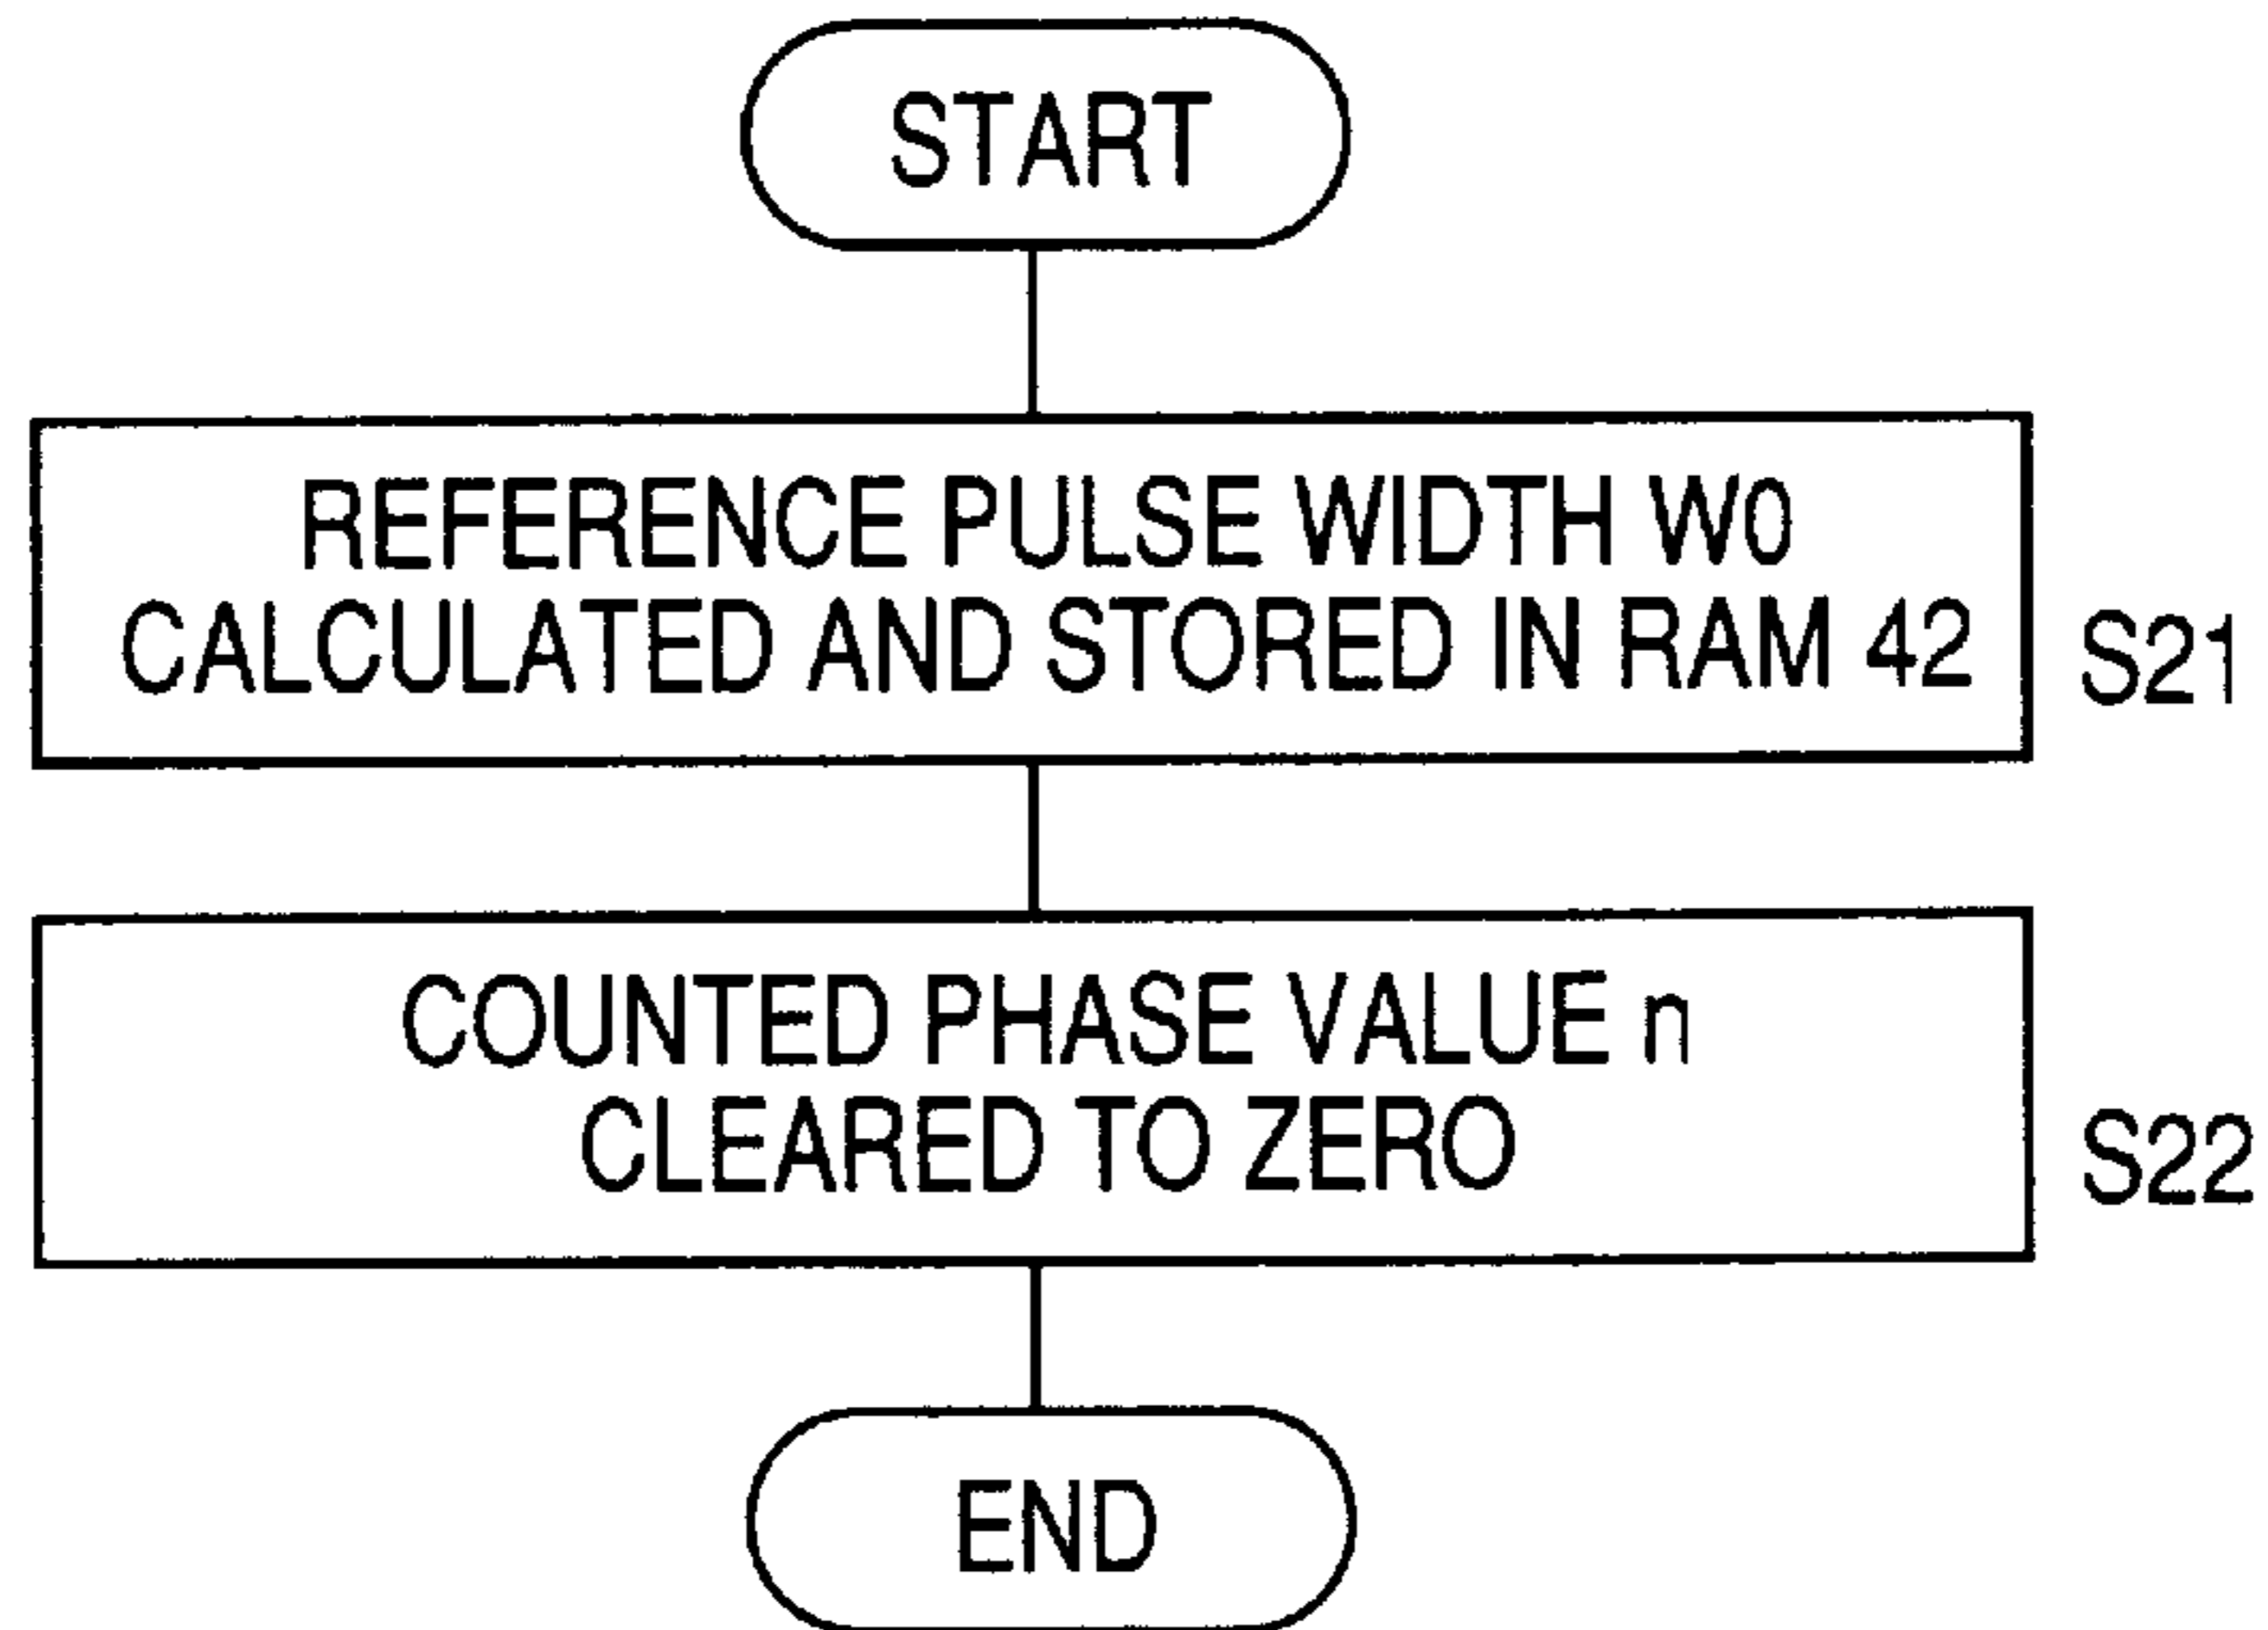 START
REFERENCE PULSE WIDTH W0
CALCULATED AND STORED IN RAM 42
S21
COUNTED PHASE VALUE n
CLEARED TO ZERO
S22
END